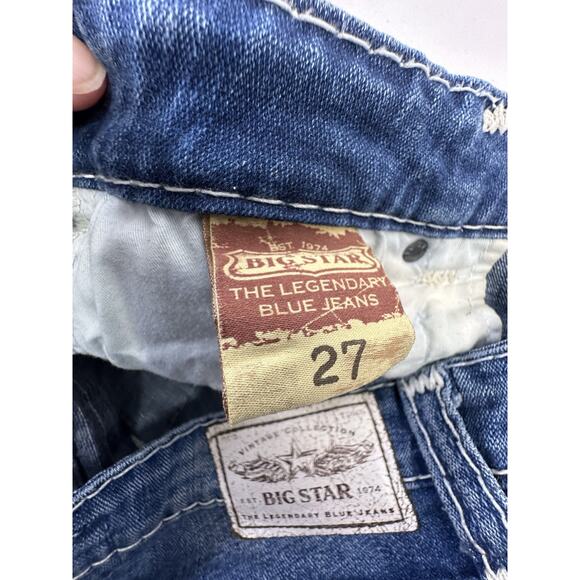 EST 1974
BIG STAR
THE LEGENDARY
BLUE JEANS
27
VINTAGE COLLECTION
EST BIG STAR 1974
THE LEGENDARY BLUE JEANS